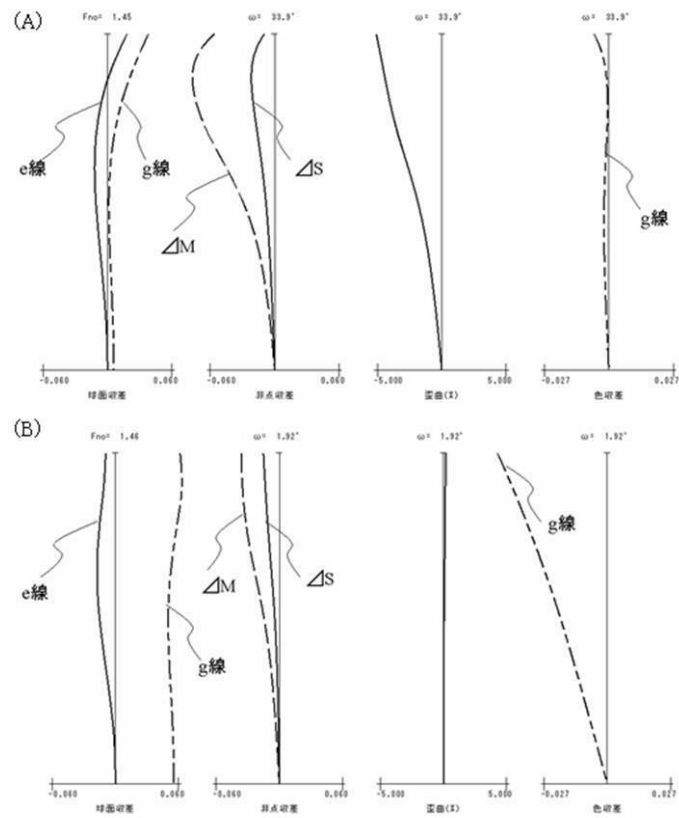 (A)
Fno= 1.45
ω= 33.9°
ω= 33.9°
ω= 33.9°
e線
g線
⊿M
⊿S
g線
-0.060 0.060
球面収差
-0.060 0.060
非点収差
-5.000 5.000
歪曲(%)
-0.027 0.027
色収差
(B)
Fno= 1.46
ω= 1.92°
ω= 1.92°
ω= 1.92°
e線
g線
⊿M
⊿S
g線
-0.060 0.060
球面収差
-0.060 0.060
非点収差
-5.000 5.000
歪曲(%)
-0.027 0.027
色収差